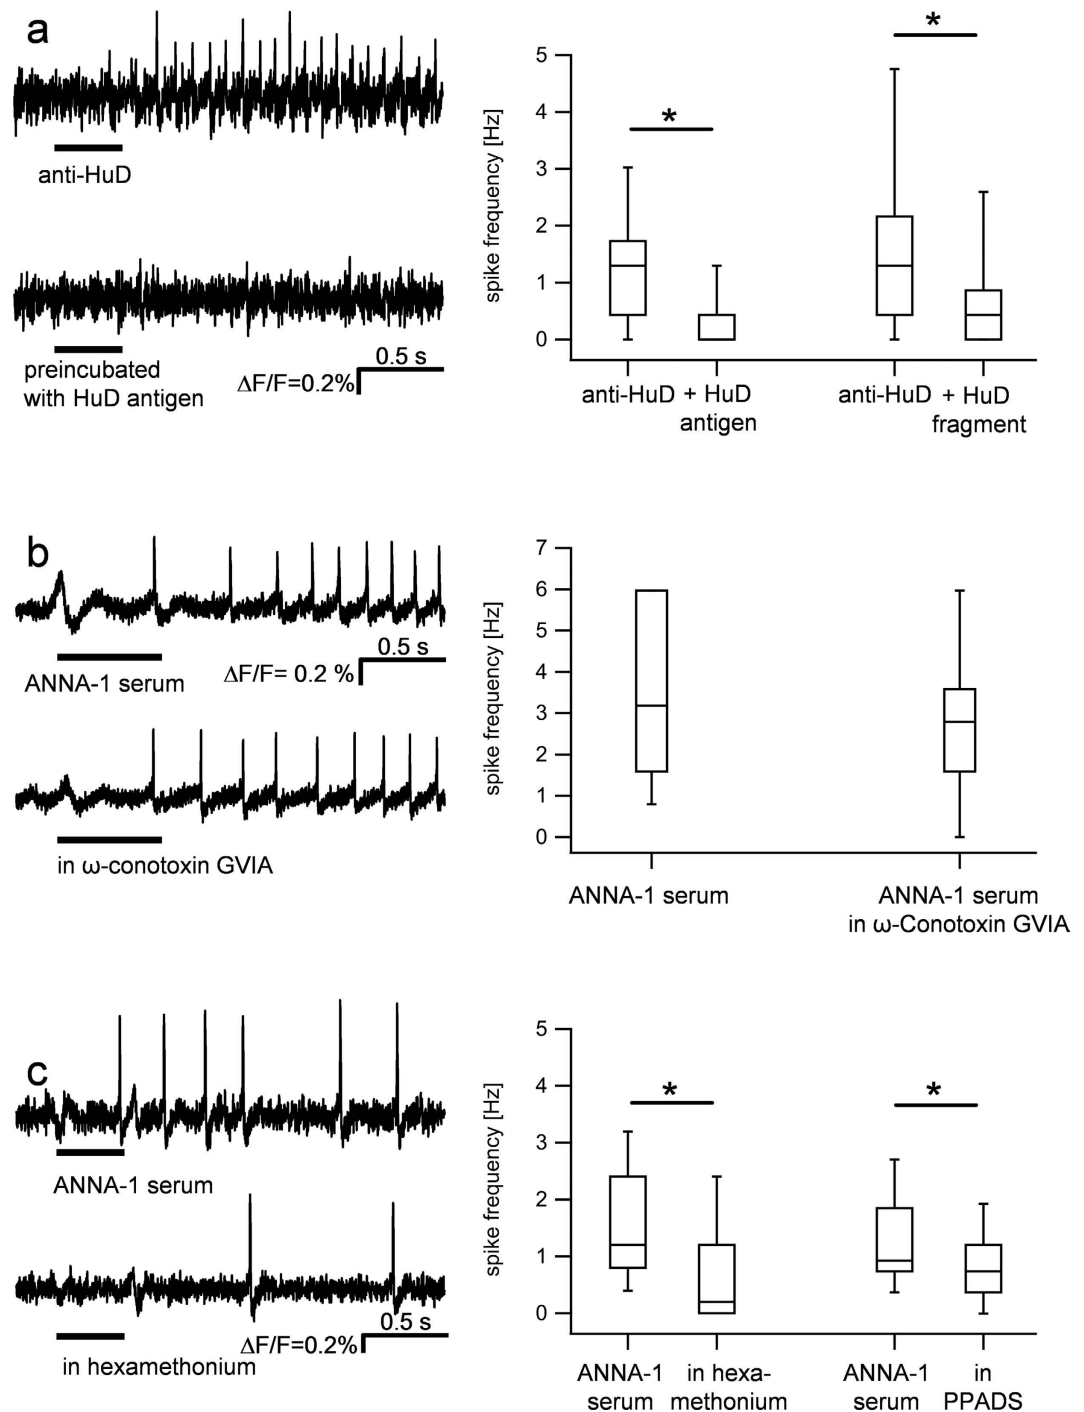 a
anti-HuD
preincubated
with HuD antigen
0.5 s
ΔF/F=0.2%
*
*
spike frequency [Hz]
5
4
3
2
1
0
anti-HuD + HuD
antigen
anti-HuD + HuD
fragment
b
ANNA-1 serum
0.5 s
ΔF/F= 0.2 %
in ω-conotoxin GVIA
spike frequency [Hz]
7
6
5
4
3
2
1
0
ANNA-1 serum
ANNA-1 serum
in ω-Conotoxin GVIA
c
ANNA-1 serum
0.5 s
ΔF/F=0.2%
in hexamethonium
*
*
spike frequency [Hz]
5
4
3
2
1
0
ANNA-1
serum
in hexa-
methonium
ANNA-1
serum
in
PPADS